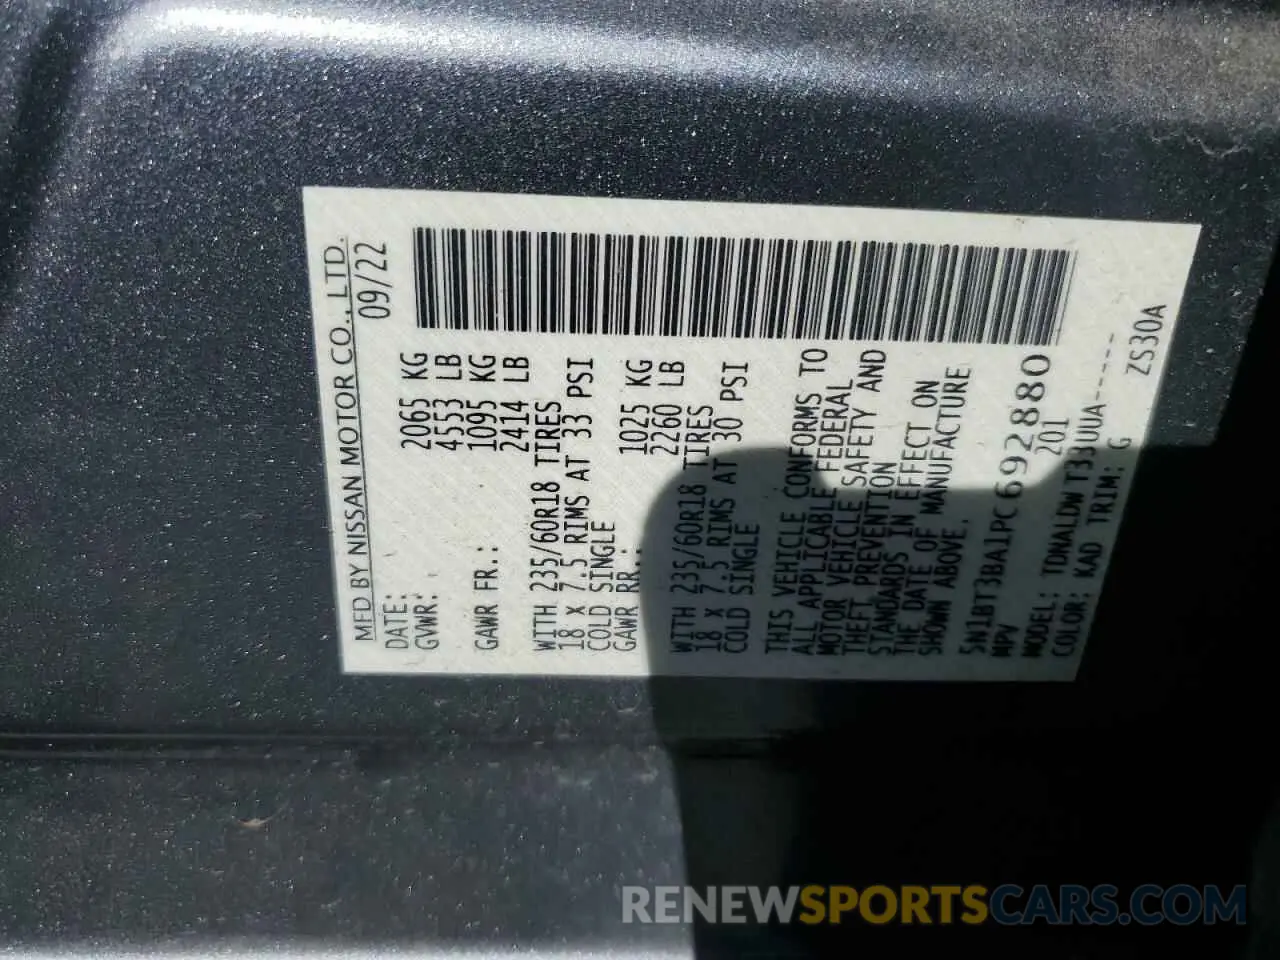 MFD BY NISSAN MOTOR CO., LTD.
DATE: 09/22
GVWR: 2065 KG
4553 LB
GAWR FR.: 1095 KG
2414 LB
WITH 235/60R18 TIRES
18 X 7.5 RIMS AT 33 PSI
COLD SINGLE
GAWR RR.: 1025 KG
2260 LB
WITH 235/60R18 TIRES
18 X 7.5 RIMS AT 30 PSI
COLD SINGLE
THIS VEHICLE CONFORMS TO
ALL APPLICABLE FEDERAL
MOTOR VEHICLE SAFETY AND
THEFT PREVENTION
STANDARDS IN EFFECT ON
THE DATE OF MANUFACTURE
SHOWN ABOVE.
5N1BT3BA1PC692880
MPV 201
MODEL: TDNALDW T33UUA-----
COLOR: KAD TRIM: G ZS30A
RENEWSPORTSCARS.COM